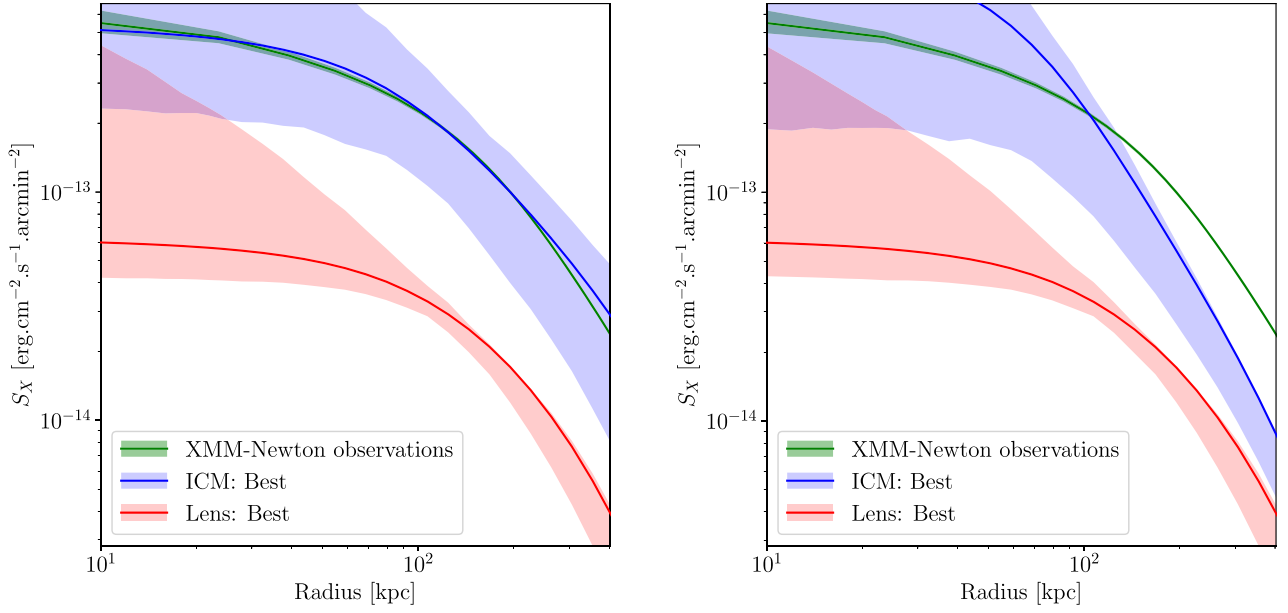 S_X [erg.cm^{-2}.s^{-1}.arcmin^{-2}]
10^{-13}
10^{-14}
XMM-Newton observations
ICM: Best
Lens: Best
10^1
10^2
Radius [kpc]
S_X [erg.cm^{-2}.s^{-1}.arcmin^{-2}]
10^{-13}
10^{-14}
XMM-Newton observations
ICM: Best
Lens: Best
10^1
10^2
Radius [kpc]